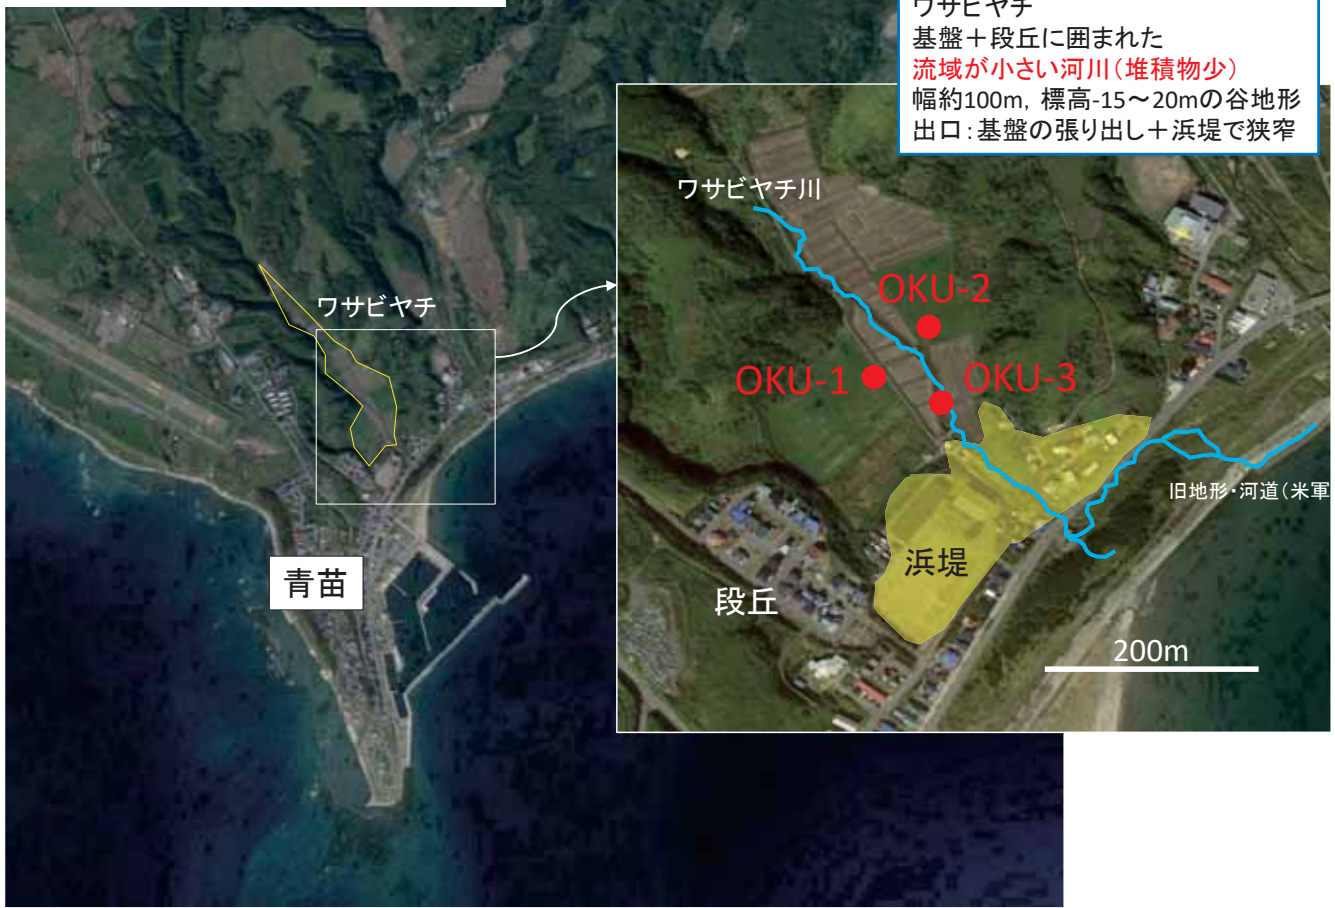 ワサビヤチ
基盤+段丘に囲まれた
流域が小さい河川(堆積物少)
幅約100m, 標高-15~20mの谷地形
出口:基盤の張り出し+浜堤で狭窄
ワサビヤチ
青苗
ワサビヤチ川
OKU-2
OKU-1
OKU-3
旧地形・河道(米軍
浜堤
段丘
200m